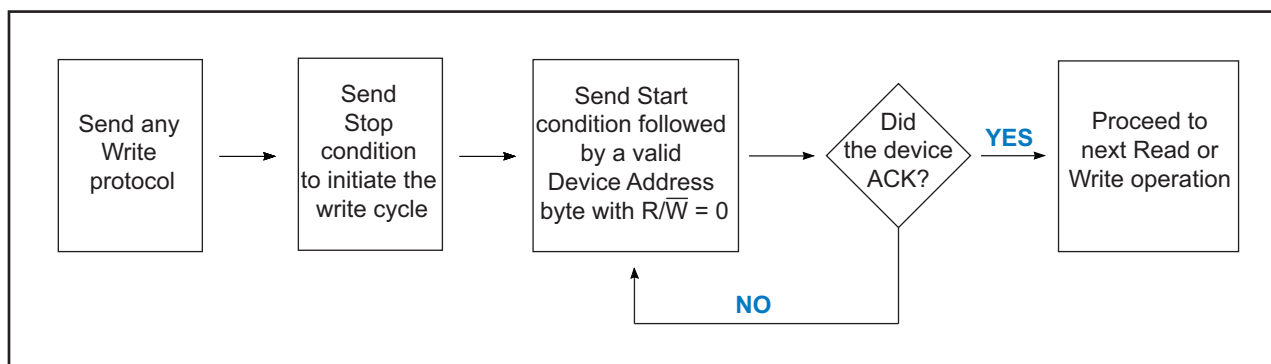 Send any
Write
protocol
Send
Stop
condition
to initiate the
write cycle
Send Start
condition followed
by a valid
Device Address
byte with R/W̅ = 0
Did
the device
ACK?
YES
NO
Proceed to
next Read or
Write operation